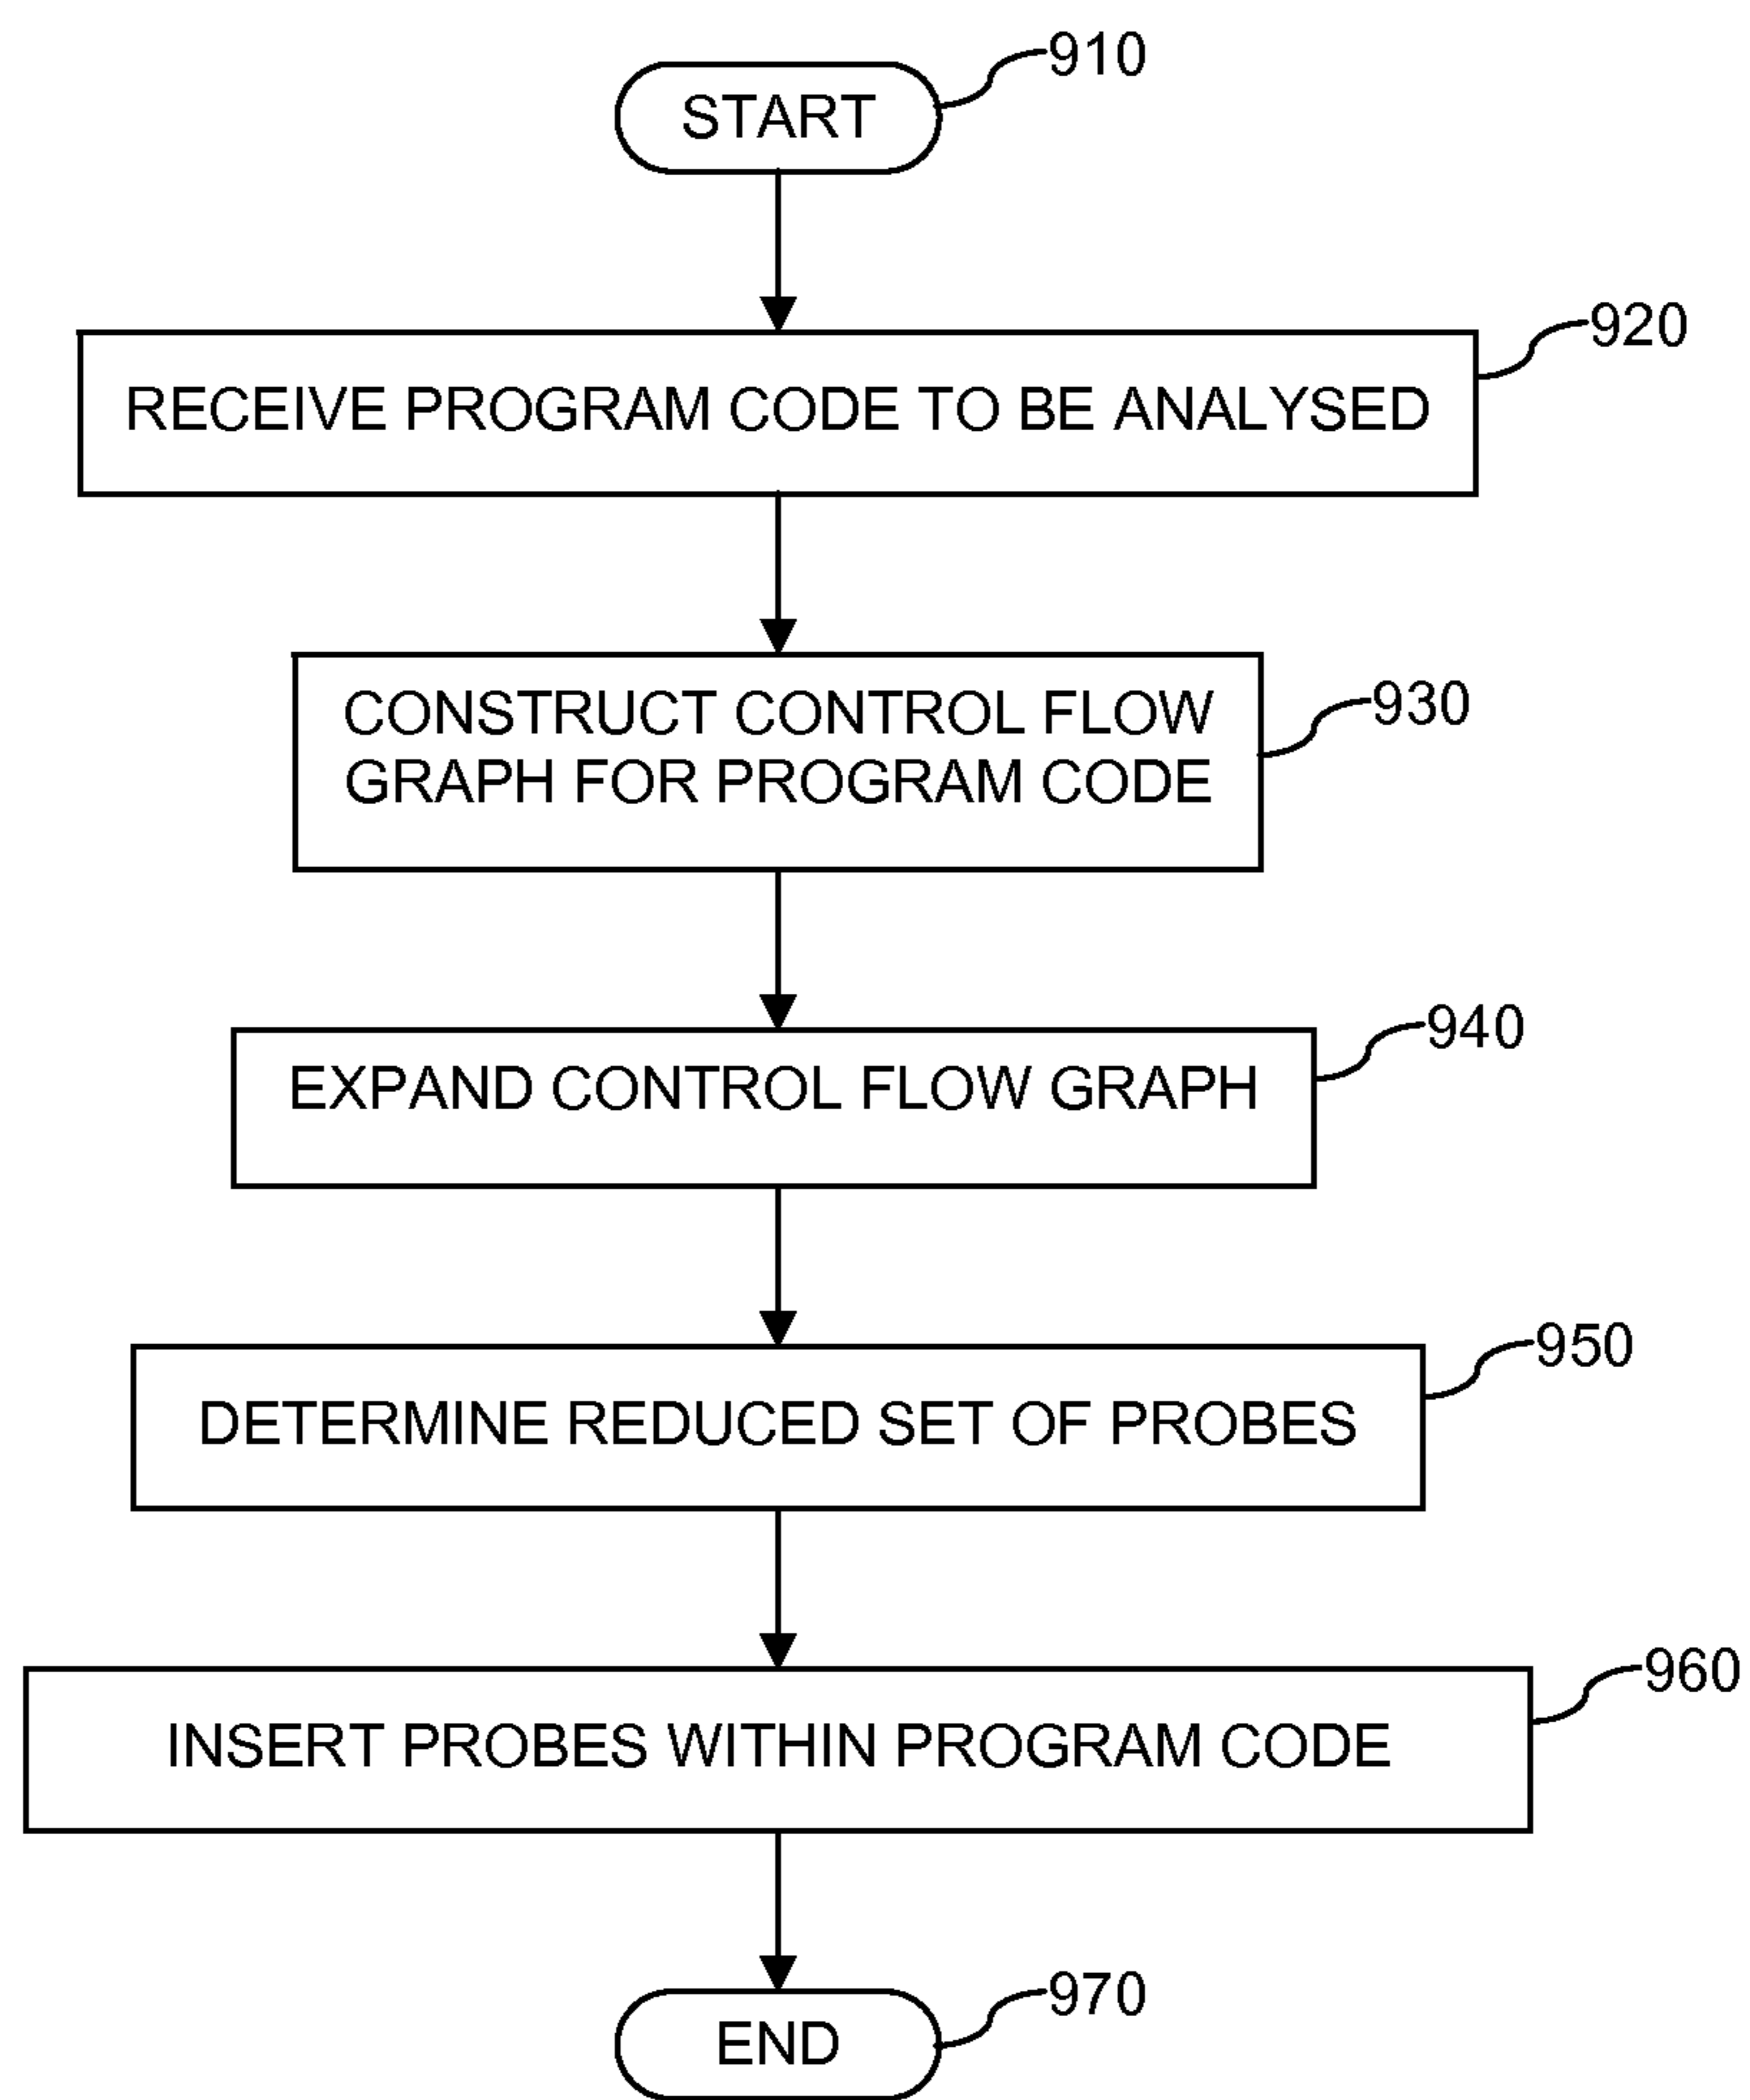 910
START
920
RECEIVE PROGRAM CODE TO BE ANALYSED
930
CONSTRUCT CONTROL FLOW
GRAPH FOR PROGRAM CODE
940
EXPAND CONTROL FLOW GRAPH
950
DETERMINE REDUCED SET OF PROBES
960
INSERT PROBES WITHIN PROGRAM CODE
970
END